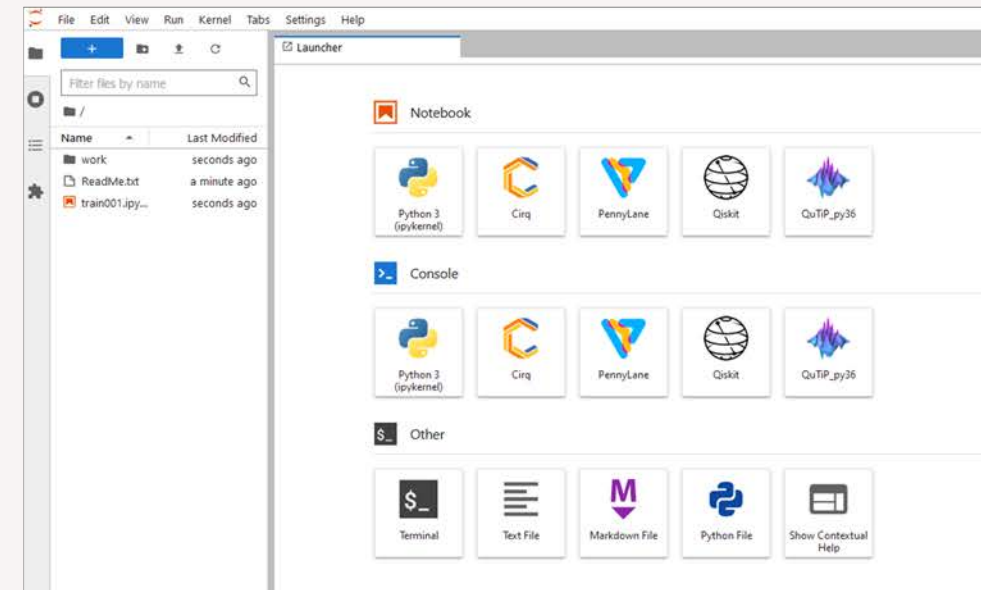 File Edit View Run Kernel Tabs Settings Help
+
Launcher
Filter files by name
/
Name Last Modified
work seconds ago
ReadMe.txt a minute ago
train001.ipy... seconds ago
Notebook
Python 3
(ipykernel)
Cirq
PennyLane
Qiskit
QuTiP_py36
>_ Console
Python 3
(ipykernel)
Cirq
PennyLane
Qiskit
QuTiP_py36
$_ Other
$_
Terminal
Text File
M
Markdown File
Python File
Show Contextual
Help